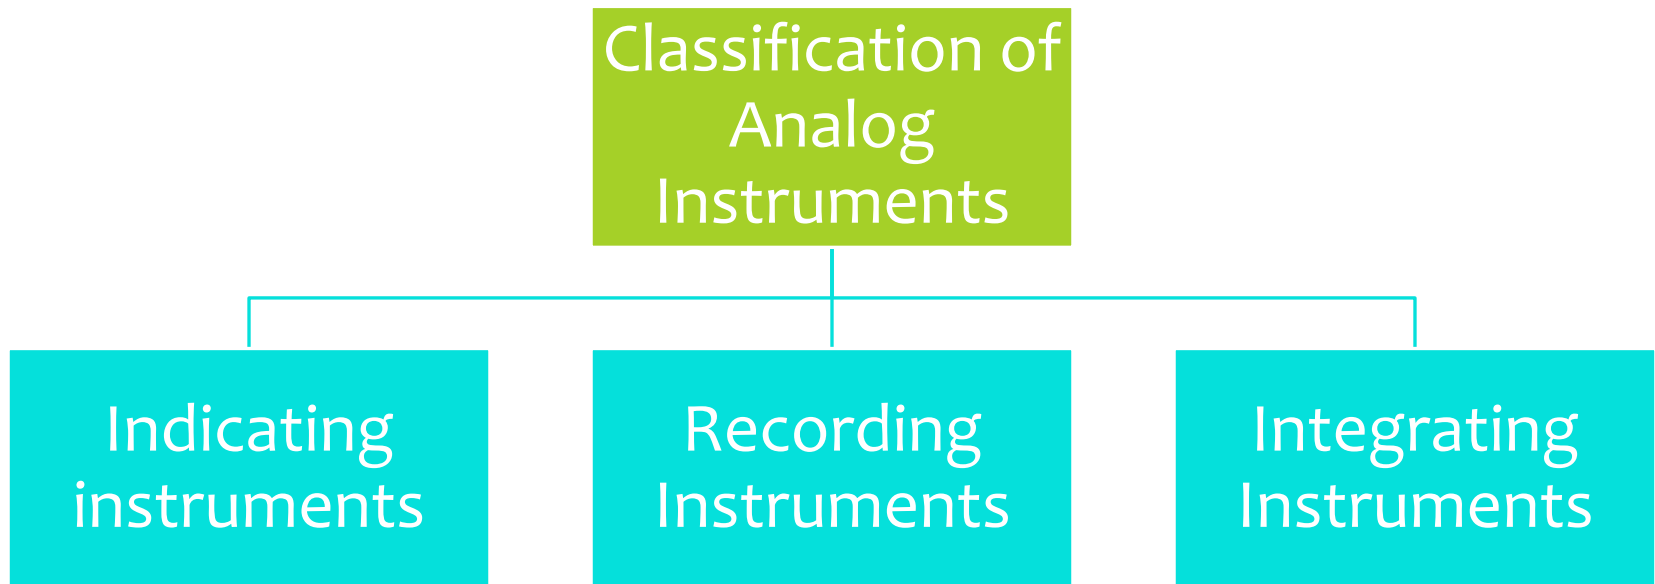 Classification of
Analog
Instruments
Indicating
instruments
Recording
Instruments
Integrating
Instruments